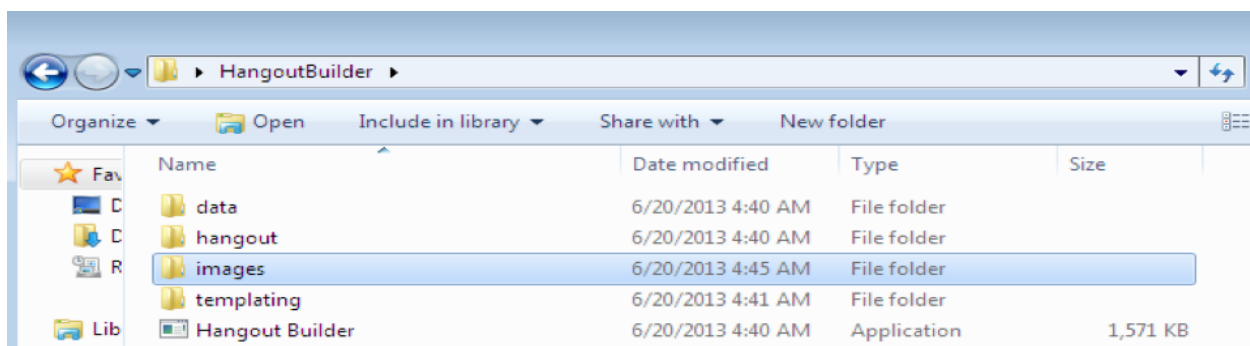 HangoutBuilder
Organize Open Include in library Share with New folder
Name Date modified Type Size
Fav
D data 6/20/2013 4:40 AM File folder
D hangout 6/20/2013 4:40 AM File folder
R images 6/20/2013 4:45 AM File folder
templating 6/20/2013 4:41 AM File folder
Lib Hangout Builder 6/20/2013 4:40 AM Application 1,571 KB